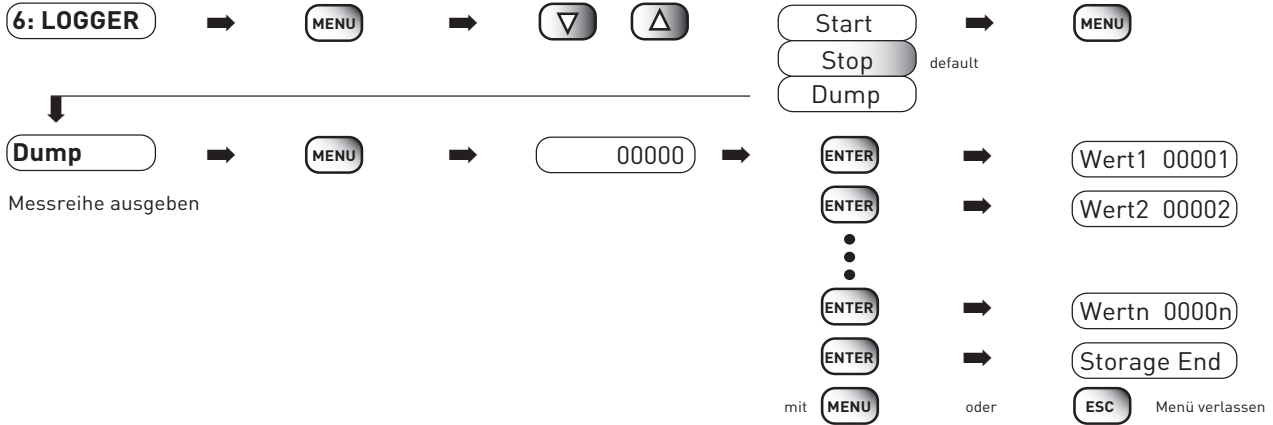 6: LOGGER MENU Start MENU
Stop default
Dump
Dump MENU 00000 ENTER Wert1 00001
Messreihe ausgeben ENTER Wert2 00002
ENTER Wertn 0000n
ENTER Storage End
mit MENU oder ESC Menü verlassen